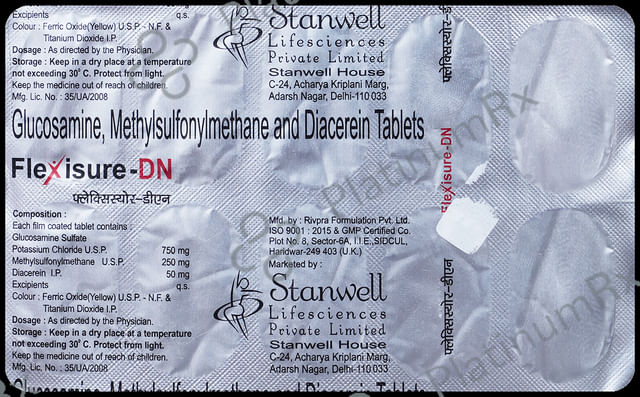 Excipients q.s.
Colour : Ferric Oxide(Yellow) U.S.P. - N.F. &
Titanium Dioxide I.P.
Dosage : As directed by the Physician.
Storage : Keep in a dry place at a temperature
not exceeding 30° C. Protect from light.
Keep the medicine out of reach of children.
Mfg. Lic. No. : 35/UA/2008
Stanwell
Lifesciences
Private Limited
Stanwell House
C-24, Acharya Kriplani Marg,
Adarsh Nagar, Delhi-110 033
Glucosamine, Methylsulfonylmethane and Diacerein Tablets
Flexisure-DN
फ्लेक्सिस्योर-डीएन
Composition :
Each film coated tablet contains :
Glucosamine Sulfate
Potassium Chloride U.S.P. 750 mg
Methylsulfonylmethane U.S.P. 250 mg
Diacerein I.P. 50 mg
Excipients q.s.
Colour : Ferric Oxide(Yellow) U.S.P. - N.F. &
Titanium Dioxide I.P.
Dosage : As directed by the Physician.
Storage : Keep in a dry place at a temperature
not exceeding 30° C. Protect from light.
Keep the medicine out of reach of children.
Mfg. Lic. No. : 35/UA/2008
Mfd. by : Rivpra Formulation Pvt. Ltd.
ISO 9001 : 2015 & GMP Certified Co.
Plot No. 8, Sector-6A, I.I.E.,SIDCUL,
Haridwar-249 403 (U.K.)
Marketed by :
Stanwell
Lifesciences
Private Limited
Stanwell House
C-24, Acharya Kriplani Marg,
Adarsh Nagar, Delhi-110 033
फ्लेक्सिस्योर-डी
Flexisure-DN
फ्लेक्सिस्योर-डीएन
Glucosamine, Methylsulfonylmethane and Diacerein Tablets
PlatinumRx
PlatinumRx